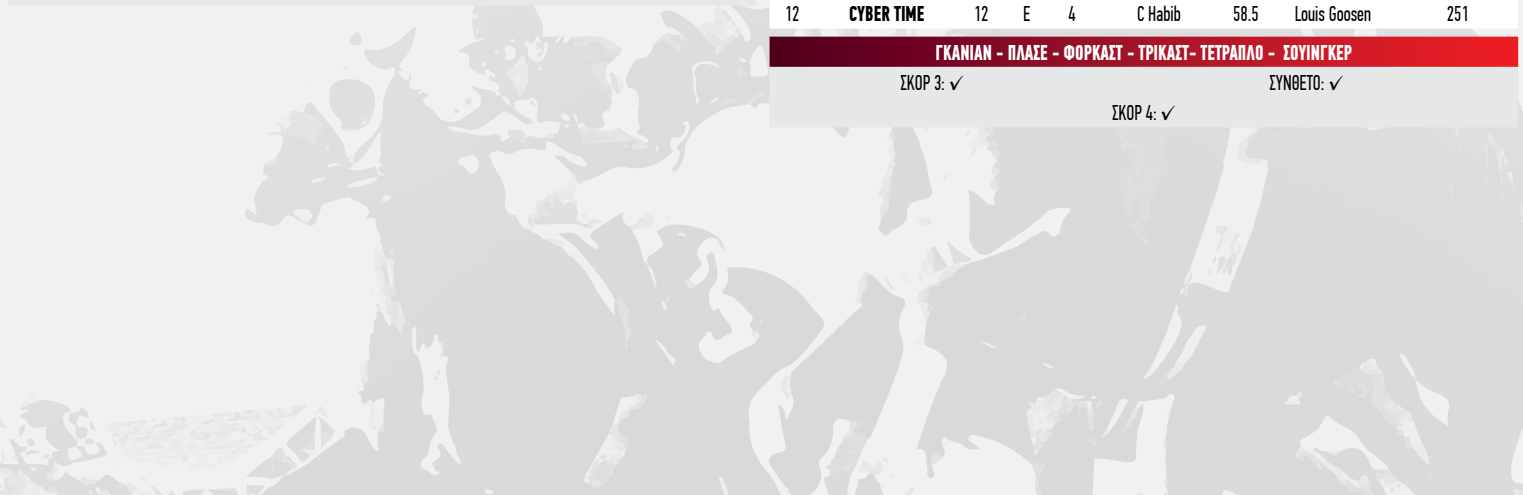 12 CYBER TIME 12 E 4 C Habib 58.5 Louis Goosen 251
ΓΚΑΝΙΑΝ - ΠΛΑΣΕ - ΦΟΡΚΑΣΤ - ΤΡΙΚΑΣΤ- ΤΕΤΡΑΠΛΟ - ΣΟΥΙΝΓΚΕΡ
ΣΚΟΡ 3: ✓ ΣΥΝΘΕΤΟ: ✓
ΣΚΟΡ 4: ✓